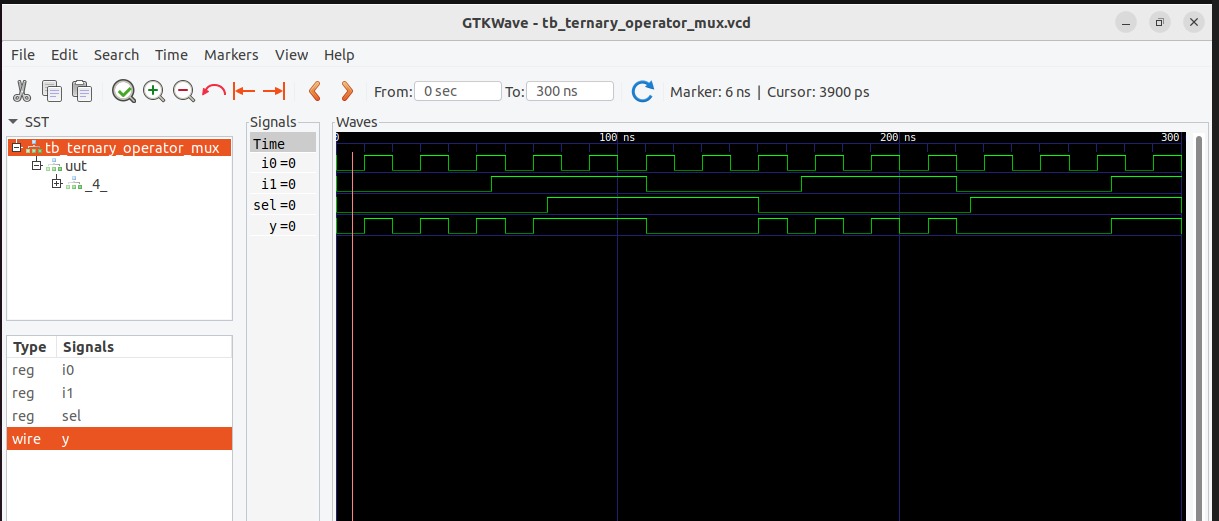 GTKWave - tb_ternary_operator_mux.vcd
File Edit Search Time Markers View Help
From: 0 sec To: 300 ns Marker: 6 ns | Cursor: 3900 ps
SST
tb_ternary_operator_mux
uut
_4_
Type Signals
reg i0
reg i1
reg sel
wire y
Signals
Time
i0=0
i1=0
sel=0
y=0
Waves
0 100 ns 200 ns 300